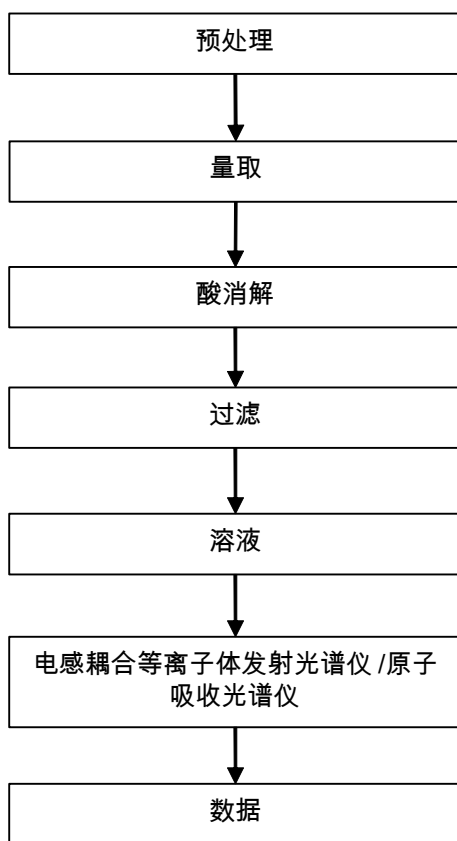 预处理
量取
酸消解
过滤
溶液
电感耦合等离子体发射光谱仪 /原子
吸收光谱仪
数据